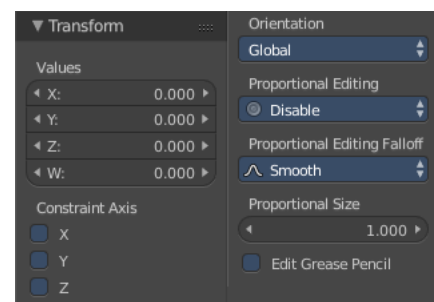 Transform
Values
X: 0.000
Y: 0.000
Z: 0.000
W: 0.000
Constraint Axis
X
Y
Z
Orientation
Global
Proportional Editing
Disable
Proportional Editing Falloff
Smooth
Proportional Size
1.000
Edit Grease Pencil